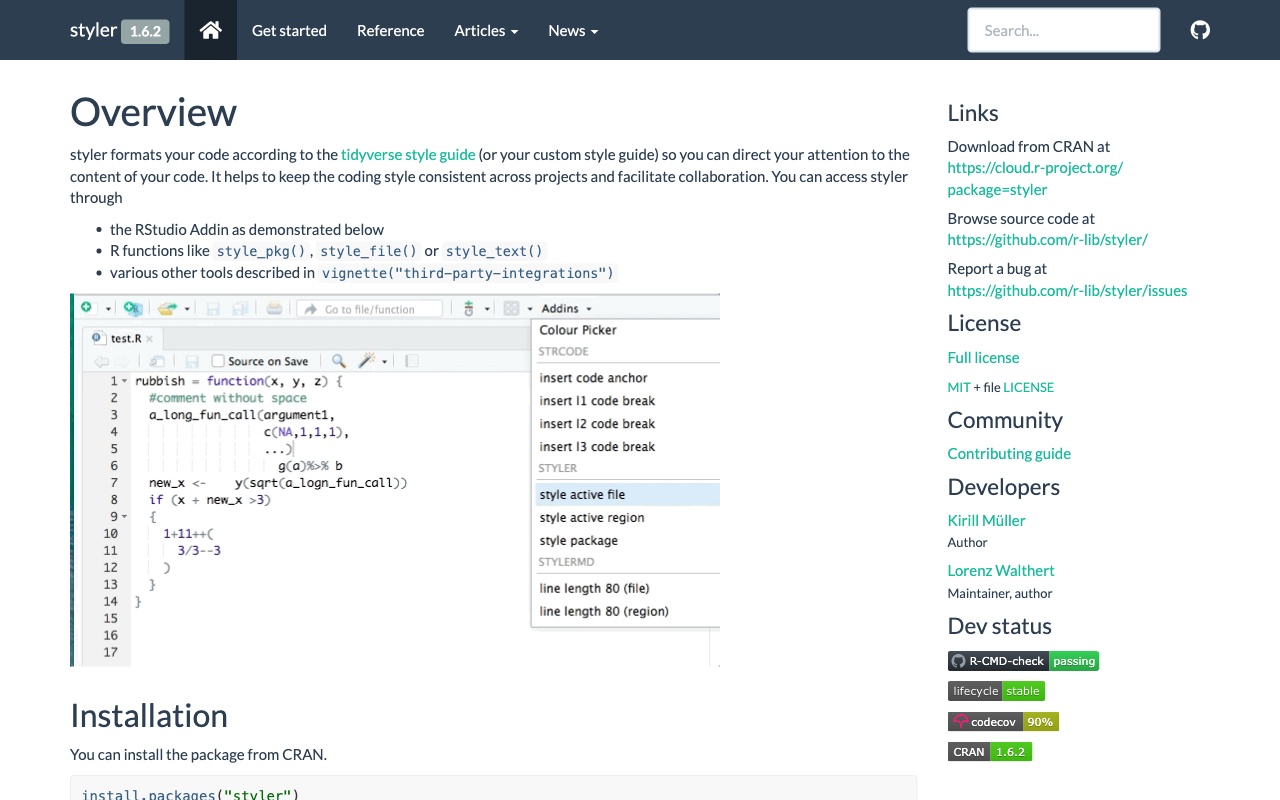 styler 1.6.2 Get started Reference Articles News Search...
Overview
styler formats your code according to the tidyverse style guide (or your custom style guide) so you can direct your attention to the
content of your code. It helps to keep the coding style consistent across projects and facilitate collaboration. You can access styler
through
the RStudio Addin as demonstrated below
R functions like style_pkg(), style_file() or style_text()
various other tools described in vignette("third-party-integrations")
Go to file/function Addins
test.R
Source on Save
1 rubbish = function(x, y, z) {
2 #comment without space
3 a_long_fun_call(argument1,
4 c(NA,1,1,1),
5 ...)
6 g(a)%>% b
7 new_x <- y(sqrt(a_logn_fun_call))
8 if (x + new_x >3)
9 {
10 1+11++(
11 3/3--3
12 )
13 }
14 }
15
16
17
Colour Picker
STRCODE
insert code anchor
insert l1 code break
insert l2 code break
insert l3 code break
STYLER
style active file
style active region
style package
STYLERMD
line length 80 (file)
line length 80 (region)
Installation
You can install the package from CRAN.
install.packages("styler")
Links
Download from CRAN at
https://cloud.r-project.org/
package=styler
Browse source code at
https://github.com/r-lib/styler/
Report a bug at
https://github.com/r-lib/styler/issues
License
Full license
MIT + file LICENSE
Community
Contributing guide
Developers
Kirill Müller
Author
Lorenz Walthert
Maintainer, author
Dev status
R-CMD-check passing
lifecycle stable
codecov 90%
CRAN 1.6.2